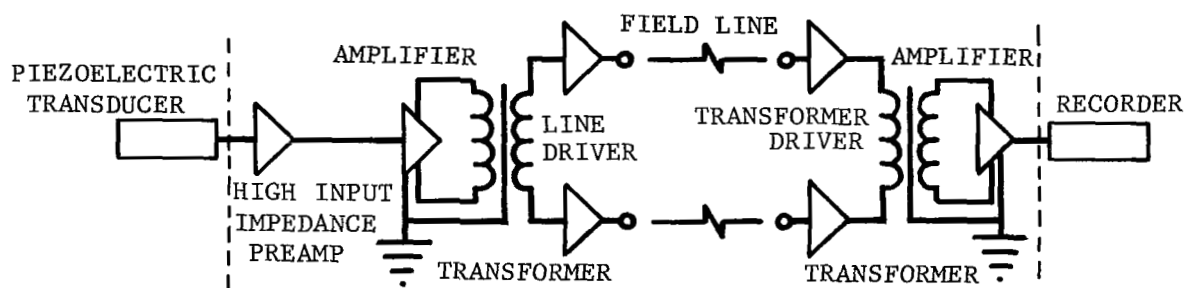 FIELD LINE
AMPLIFIER
AMPLIFIER
PIEZOELECTRIC
TRANSDUCER
LINE
DRIVER
TRANSFORMER
DRIVER
RECORDER
HIGH INPUT
IMPEDANCE
PREAMP
TRANSFORMER
TRANSFORMER